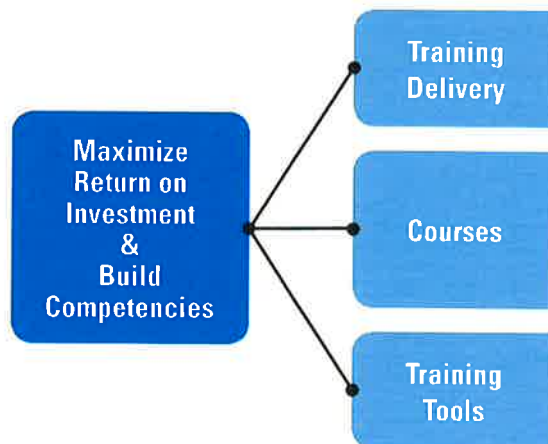 Maximize
Return on
Investment
&
Build
Competencies
Training
Delivery
Courses
Training
Tools